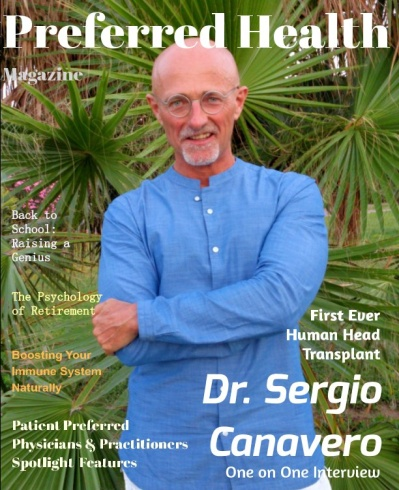 Preferred Health
Magazine
Back to
School:
Raising a
Genius
The Psychology
of Retirement
Boosting Your
Immune System
Naturally
Patient Preferred
Physicians & Practitioners
Spotlight Features
First Ever
Human Head
Transplant
Dr. Sergio
Canavero
One on One Interview